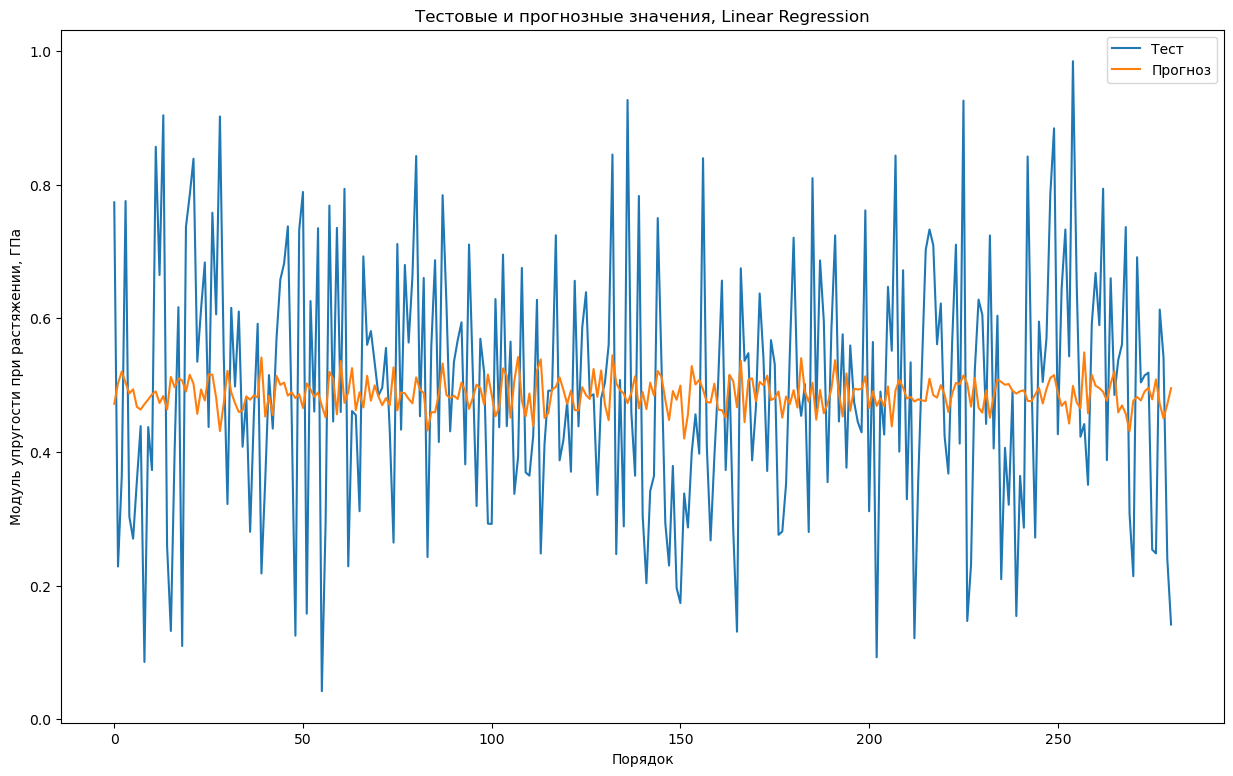 Тестовые и прогнозные значения, Linear Regression
Тест
Прогноз
Модуль упругости при растяжении, ГПа
1.0
0.8
0.6
0.4
0.2
0.0
0 50 100 150 200 250
Порядок